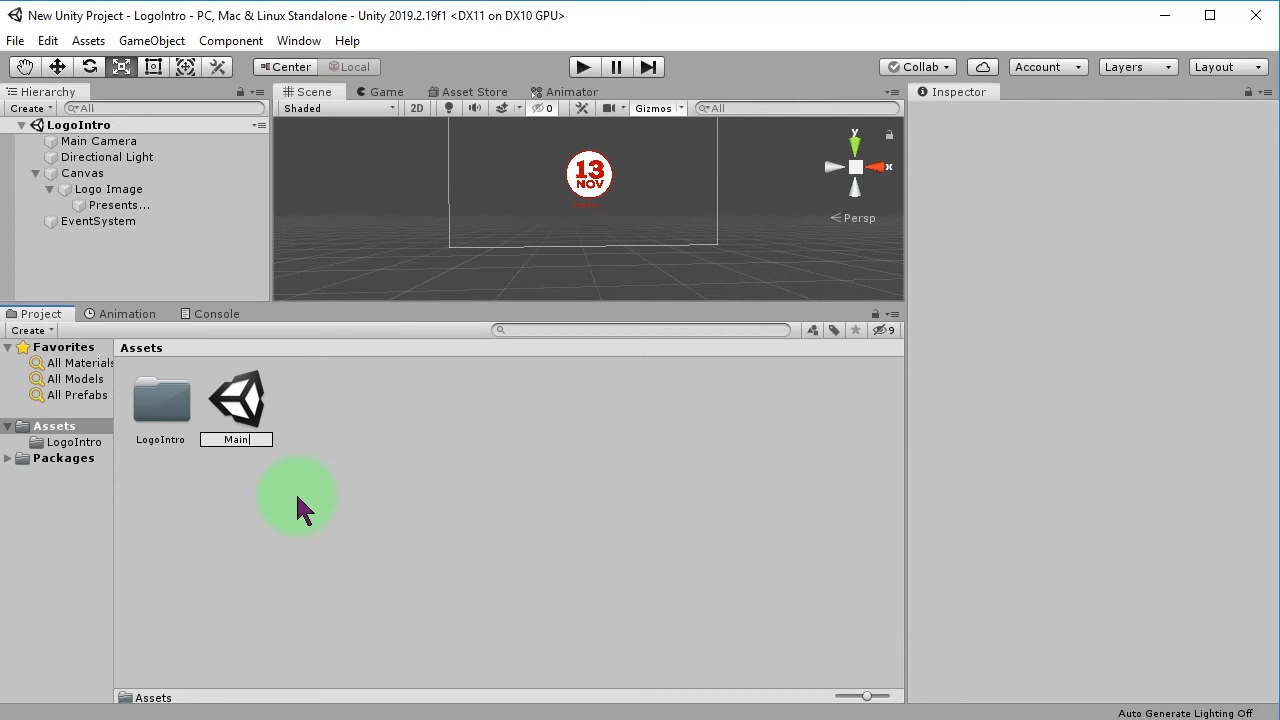 New Unity Project - LogoIntro - PC, Mac & Linux Standalone - Unity 2019.2.19f1 <DX11 on DX10 GPU>
File Edit Assets GameObject Component Window Help
Center Local Collab Account Layers Layout
Hierarchy Scene Game Asset Store Animator Inspector
Create All Shaded 2D 0 Gizmos All
LogoIntro
Main Camera
Directional Light
Canvas
Logo Image
Presents...
EventSystem
13
NOV
y
x
Persp
Project Animation Console
Create 9
Favorites
All Materials
All Models
All Prefabs
Assets
LogoIntro
Packages
Assets
LogoIntro
Main
Assets
Auto Generate Lighting Off